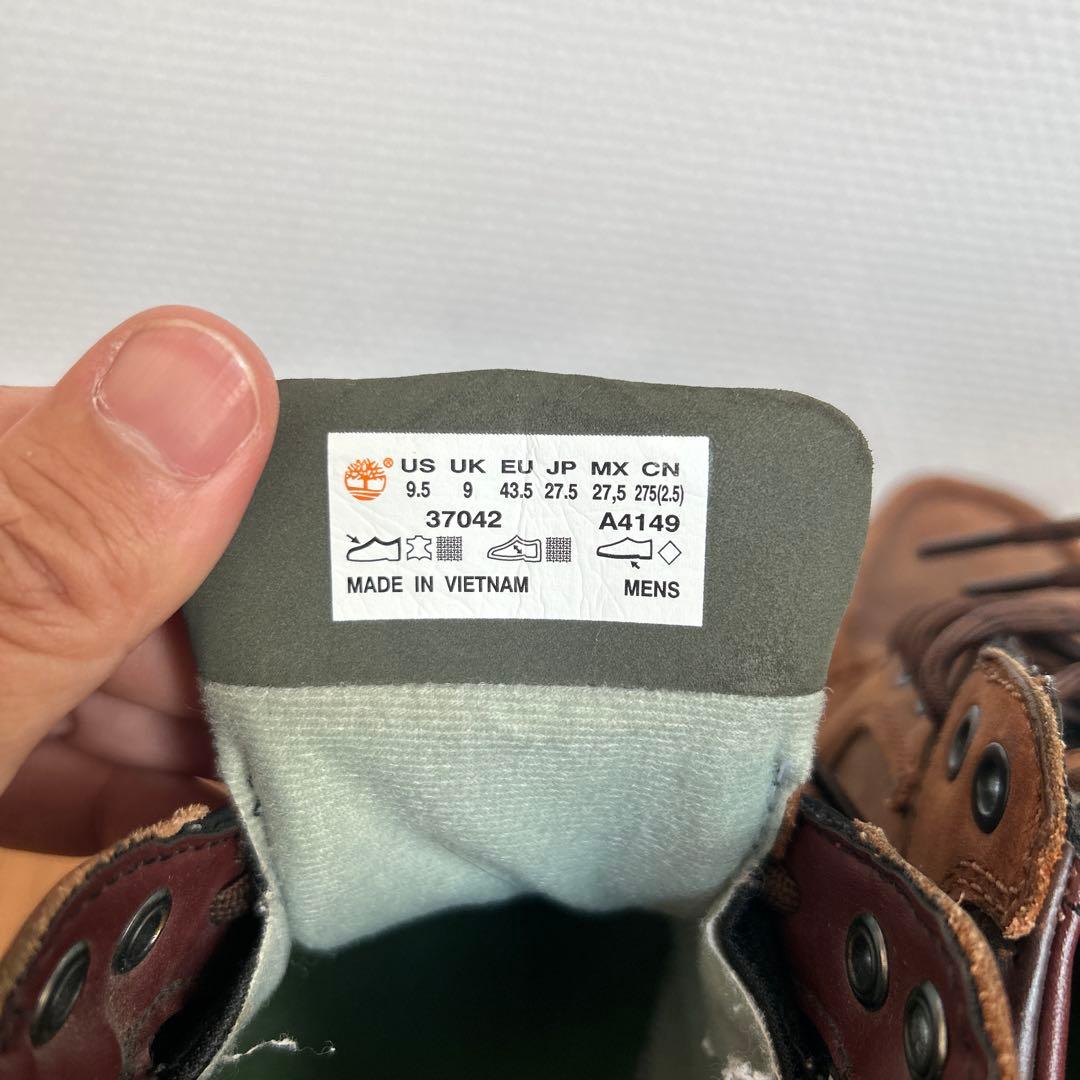 ® US UK EU JP MX CN
9.5 9 43.5 27.5 27,5 275(2.5)
37042 A4149
MADE IN VIETNAM MENS